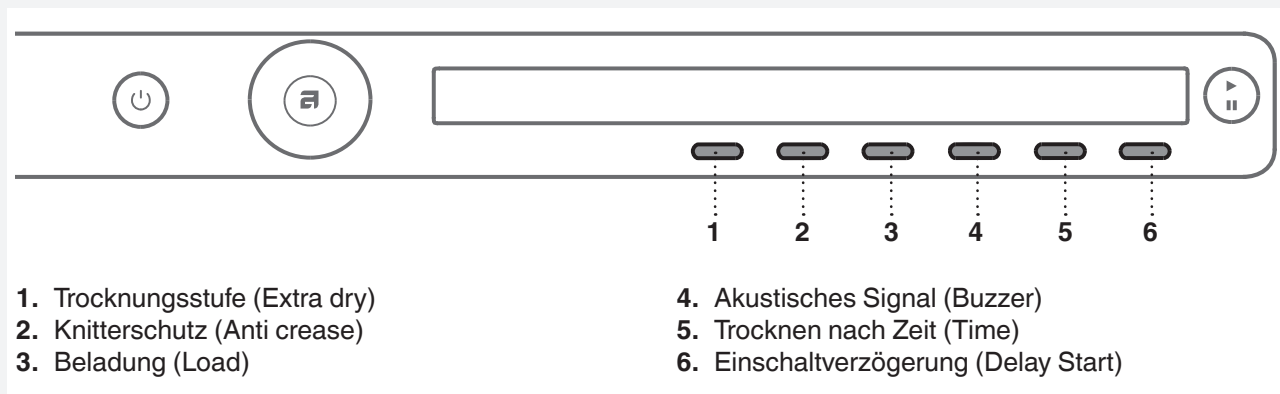 1 2 3 4 5 6
1. Trocknungsstufe (Extra dry)
2. Knitterschutz (Anti crease)
3. Beladung (Load)
4. Akustisches Signal (Buzzer)
5. Trocknen nach Zeit (Time)
6. Einschaltverzögerung (Delay Start)